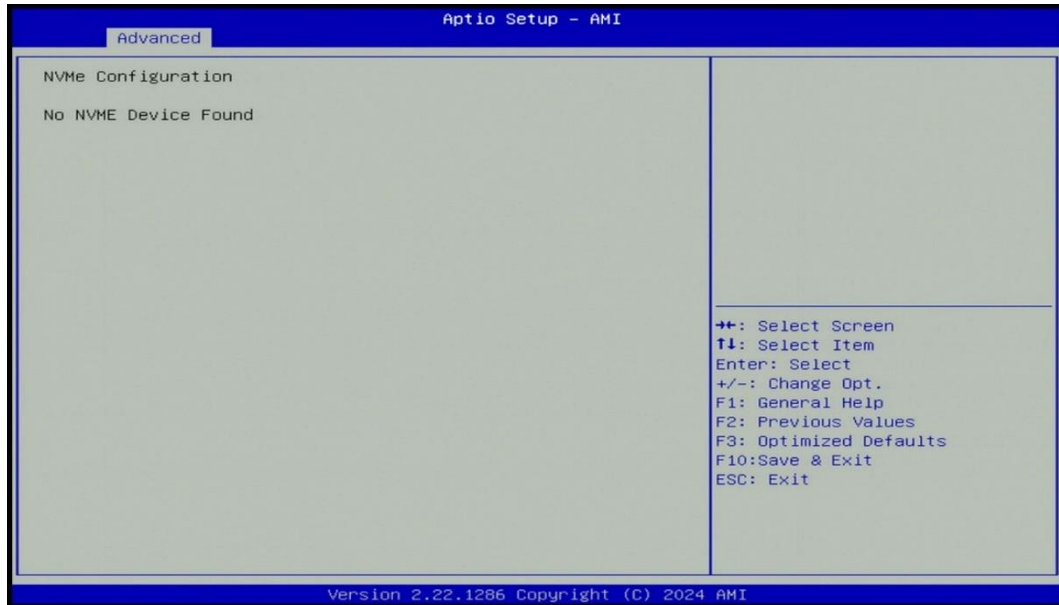 Aptio Setup - AMI
Advanced
NVMe Configuration
No NVME Device Found
→←: Select Screen
↑↓: Select Item
Enter: Select
+/-: Change Opt.
F1: General Help
F2: Previous Values
F3: Optimized Defaults
F10:Save & Exit
ESC: Exit
Version 2.22.1286 Copyright (C) 2024 AMI